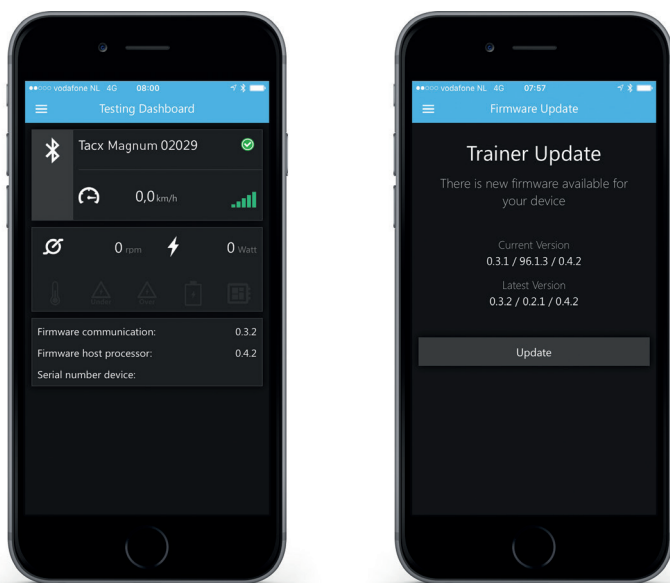 vodafone NL 4G 08:00
Testing Dashboard
Tacx Magnum 02029
0,0 km/h
0 rpm 0 Watt
Firmware communication: 0.3.2
Firmware host processor: 0.4.2
Serial number device:
vodafone NL 4G 07:57
Firmware Update
Trainer Update
There is new firmware available for
your device
Current Version
0.3.1 / 96.1.3 / 0.4.2
Latest Version
0.3.2 / 0.2.1 / 0.4.2
Update